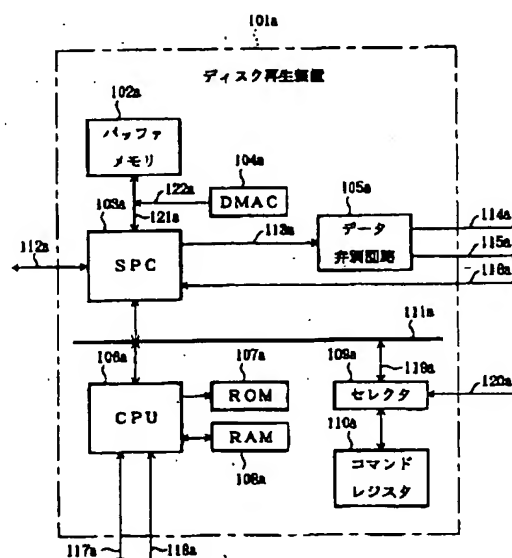 101a
ディスク再生装置
102a
バッファ
メモリ
122a
104a
DMAC
121a
103a
SPC
112a
113a
105a
データ
非調回路
114a
115a
116a
111a
106a
CPU
107a
ROM
RAM
108a
109a
119a
セレクタ
120a
110a
コマンド
レジスタ
117a
118a